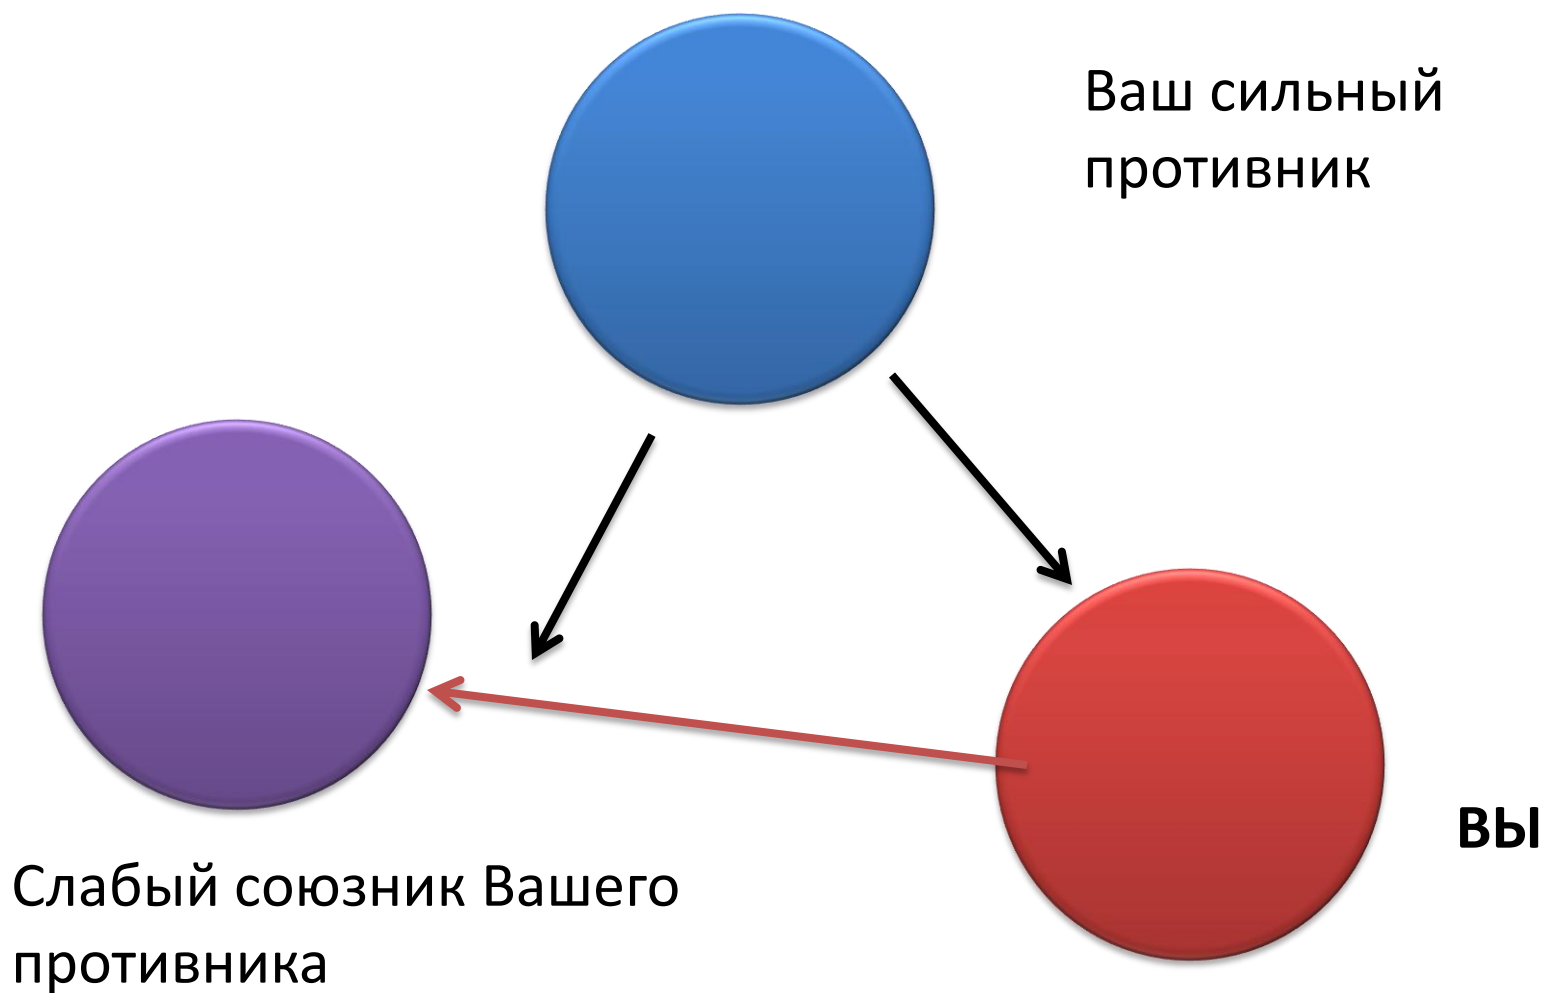 Ваш сильный
противник
ВЫ
Слабый союзник Вашего
противника